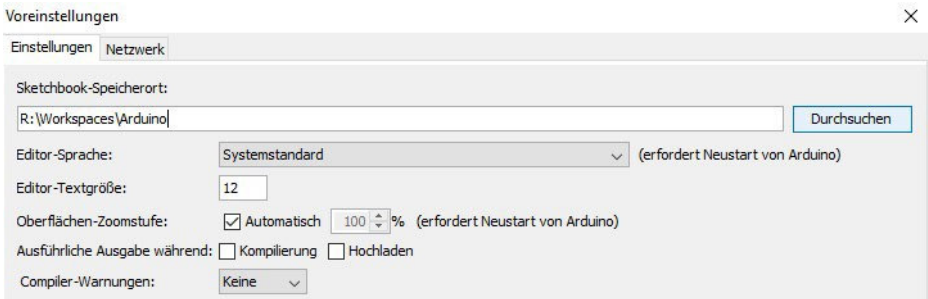 Voreinstellungen
Einstellungen Netzwerk
Sketchbook-Speicherort:
R:\Workspaces\Arduino Durchsuchen
Editor-Sprache: Systemstandard (erfordert Neustart von Arduino)
Editor-Textgröße: 12
Oberflächen-Zoomstufe: Automatisch 100 % (erfordert Neustart von Arduino)
Ausführliche Ausgabe während: Kompilierung Hochladen
Compiler-Warnungen: Keine